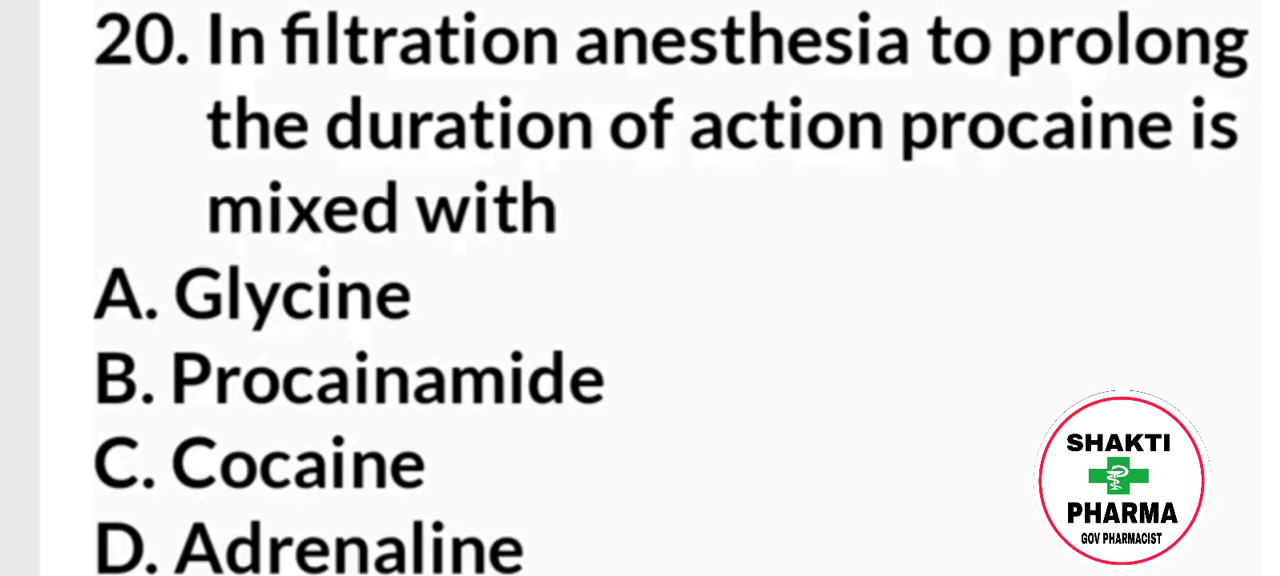 20. In filtration anesthesia to prolong
the duration of action procaine is
mixed with
A. Glycine
B. Procainamide
C. Cocaine
D. Adrenaline
SHAKTI
PHARMA
GOV PHARMACIST